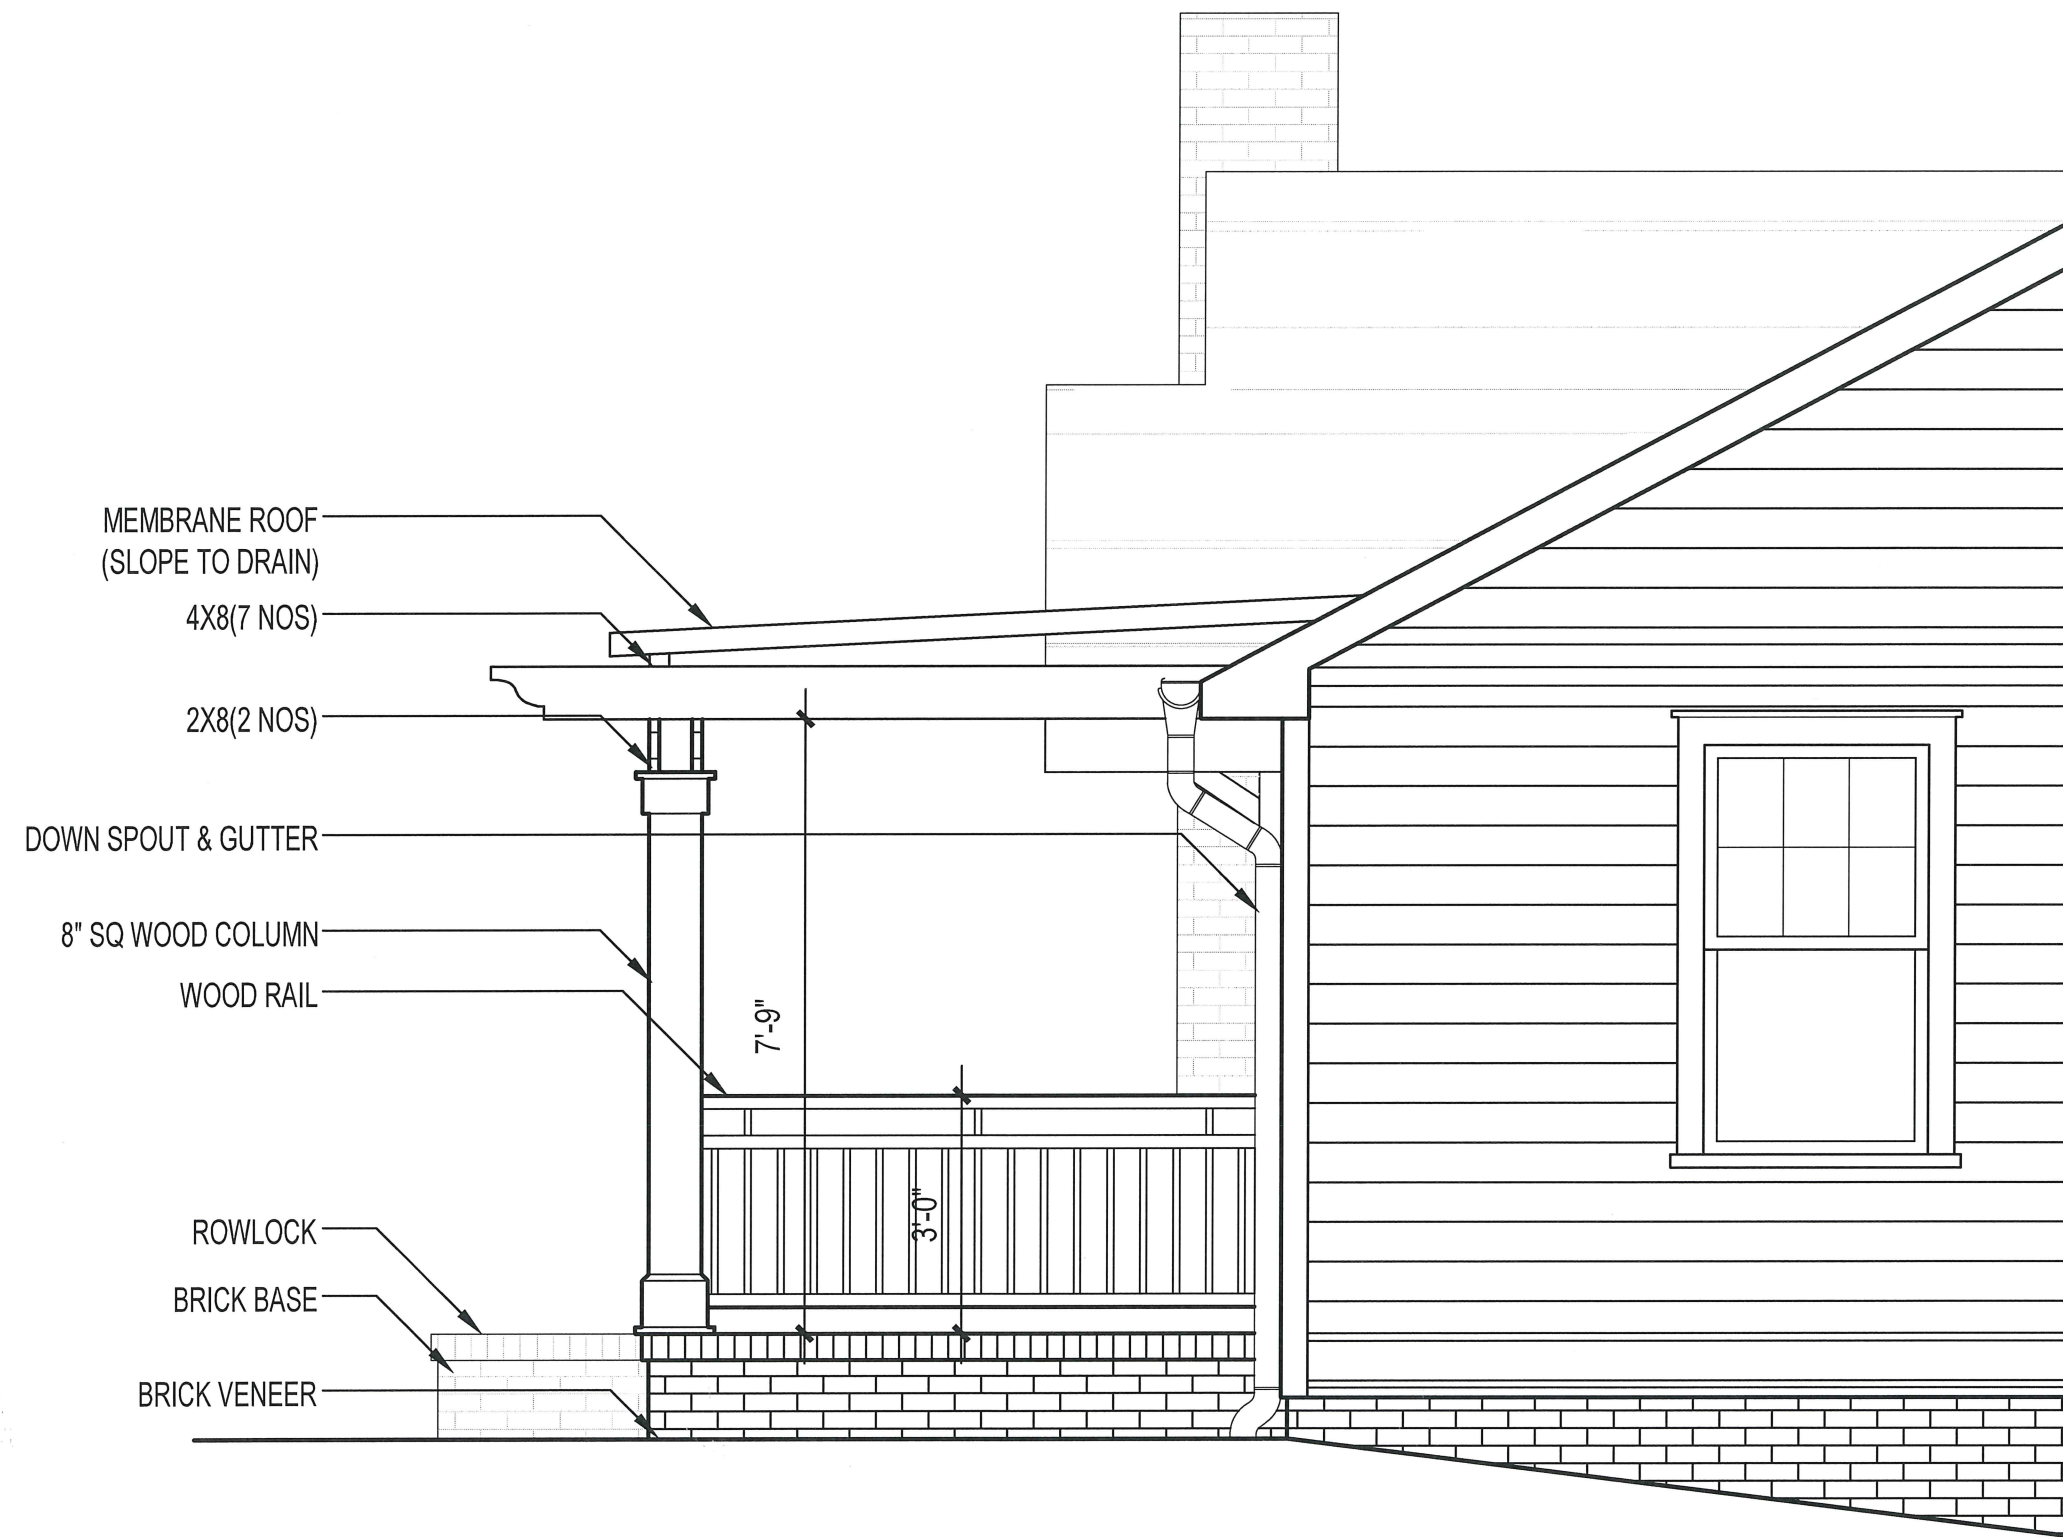 MEMBRANE ROOF
(SLOPE TO DRAIN)
4X8(7 NOS)
2X8(2 NOS)
DOWN SPOUT & GUTTER
8" SQ WOOD COLUMN
WOOD RAIL
7'-9"
3'-0"
ROWLOCK
BRICK BASE
BRICK VENEER